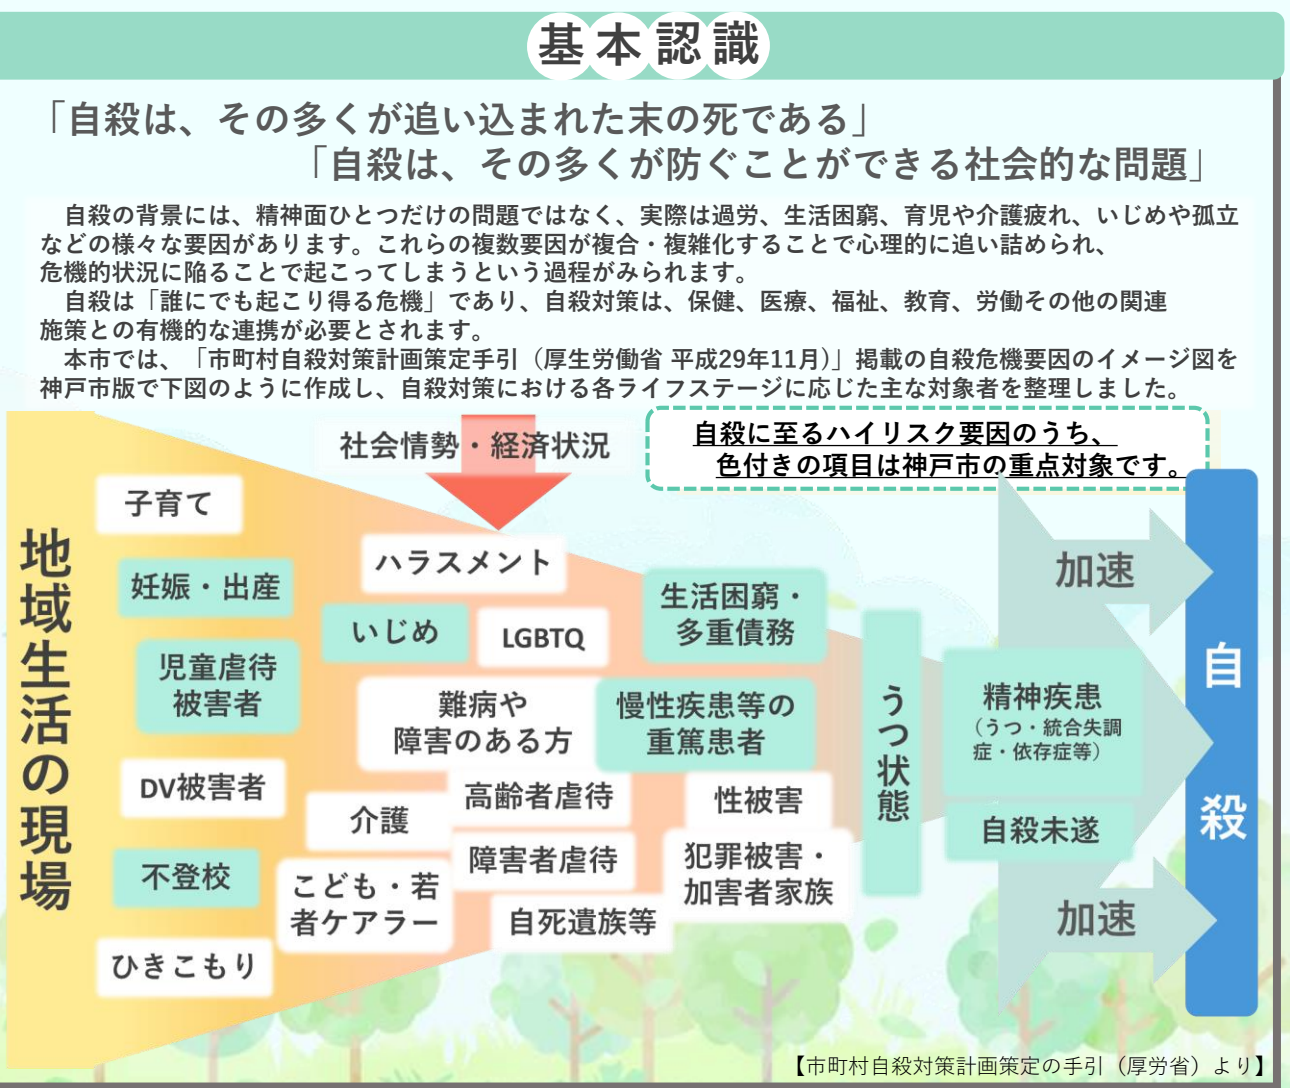 基本認識
「自殺は、その多くが追い込まれた末の死である」
「自殺は、その多くが防ぐことができる社会的な問題」
自殺の背景には、精神面ひとつだけの問題ではなく、実際は過労、生活困窮、育児や介護疲れ、いじめや孤立
などの様々な要因があります。これらの複数要因が複合・複雑化することで心理的に追い詰められ、
危機的状況に陥ることで起こってしまうという過程がみられます。
自殺は「誰にでも起こり得る危機」であり、自殺対策は、保健、医療、福祉、教育、労働その他の関連
施策との有機的な連携が必要とされます。
本市では、「市町村自殺対策計画策定手引（厚生労働省 平成29年11月）」掲載の自殺危機要因のイメージ図を
神戸市版で下図のように作成し、自殺対策における各ライフステージに応じた主な対象者を整理しました。
社会情勢・経済状況
自殺に至るハイリスク要因のうち、
色付きの項目は神戸市の重点対象です。
地域生活の現場
子育て
妊娠・出産
児童虐待
被害者
DV被害者
不登校
ひきこもり
ハラスメント
いじめ
LGBTQ
難病や
障害のある方
介護
高齢者虐待
障害者虐待
こども・若
者ケアラー
自死遺族等
生活困窮・
多重債務
慢性疾患等の
重篤患者
性被害
犯罪被害・
加害者家族
うつ状態
精神疾患
（うつ・統合失調
症・依存症等）
自殺未遂
加速
加速
自殺
【市町村自殺対策計画策定の手引（厚労省）より】